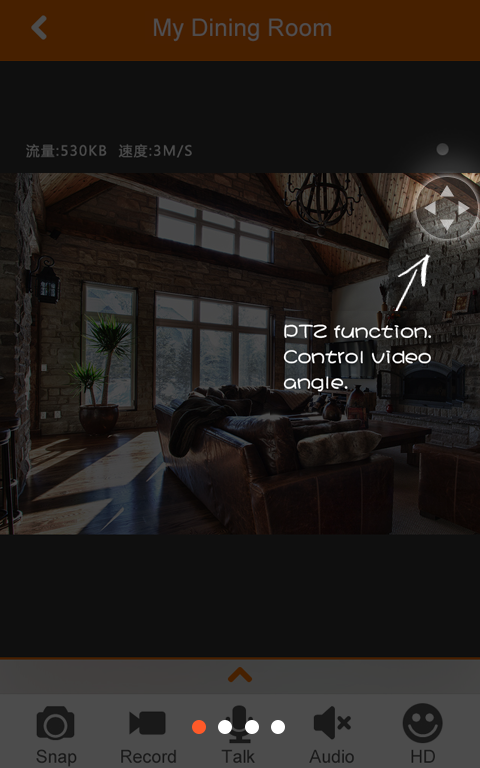 My Dining Room
流量:530KB 速度:3M/S
PTZ function.
Control video
angle.
Snap Record Talk Audio HD